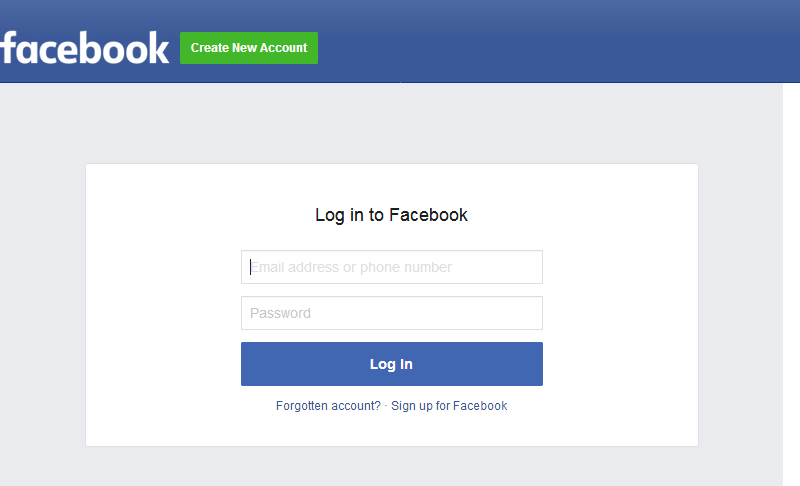 facebook Create New Account
Log in to Facebook
Email address or phone number
Password
Log In
Forgotten account? · Sign up for Facebook